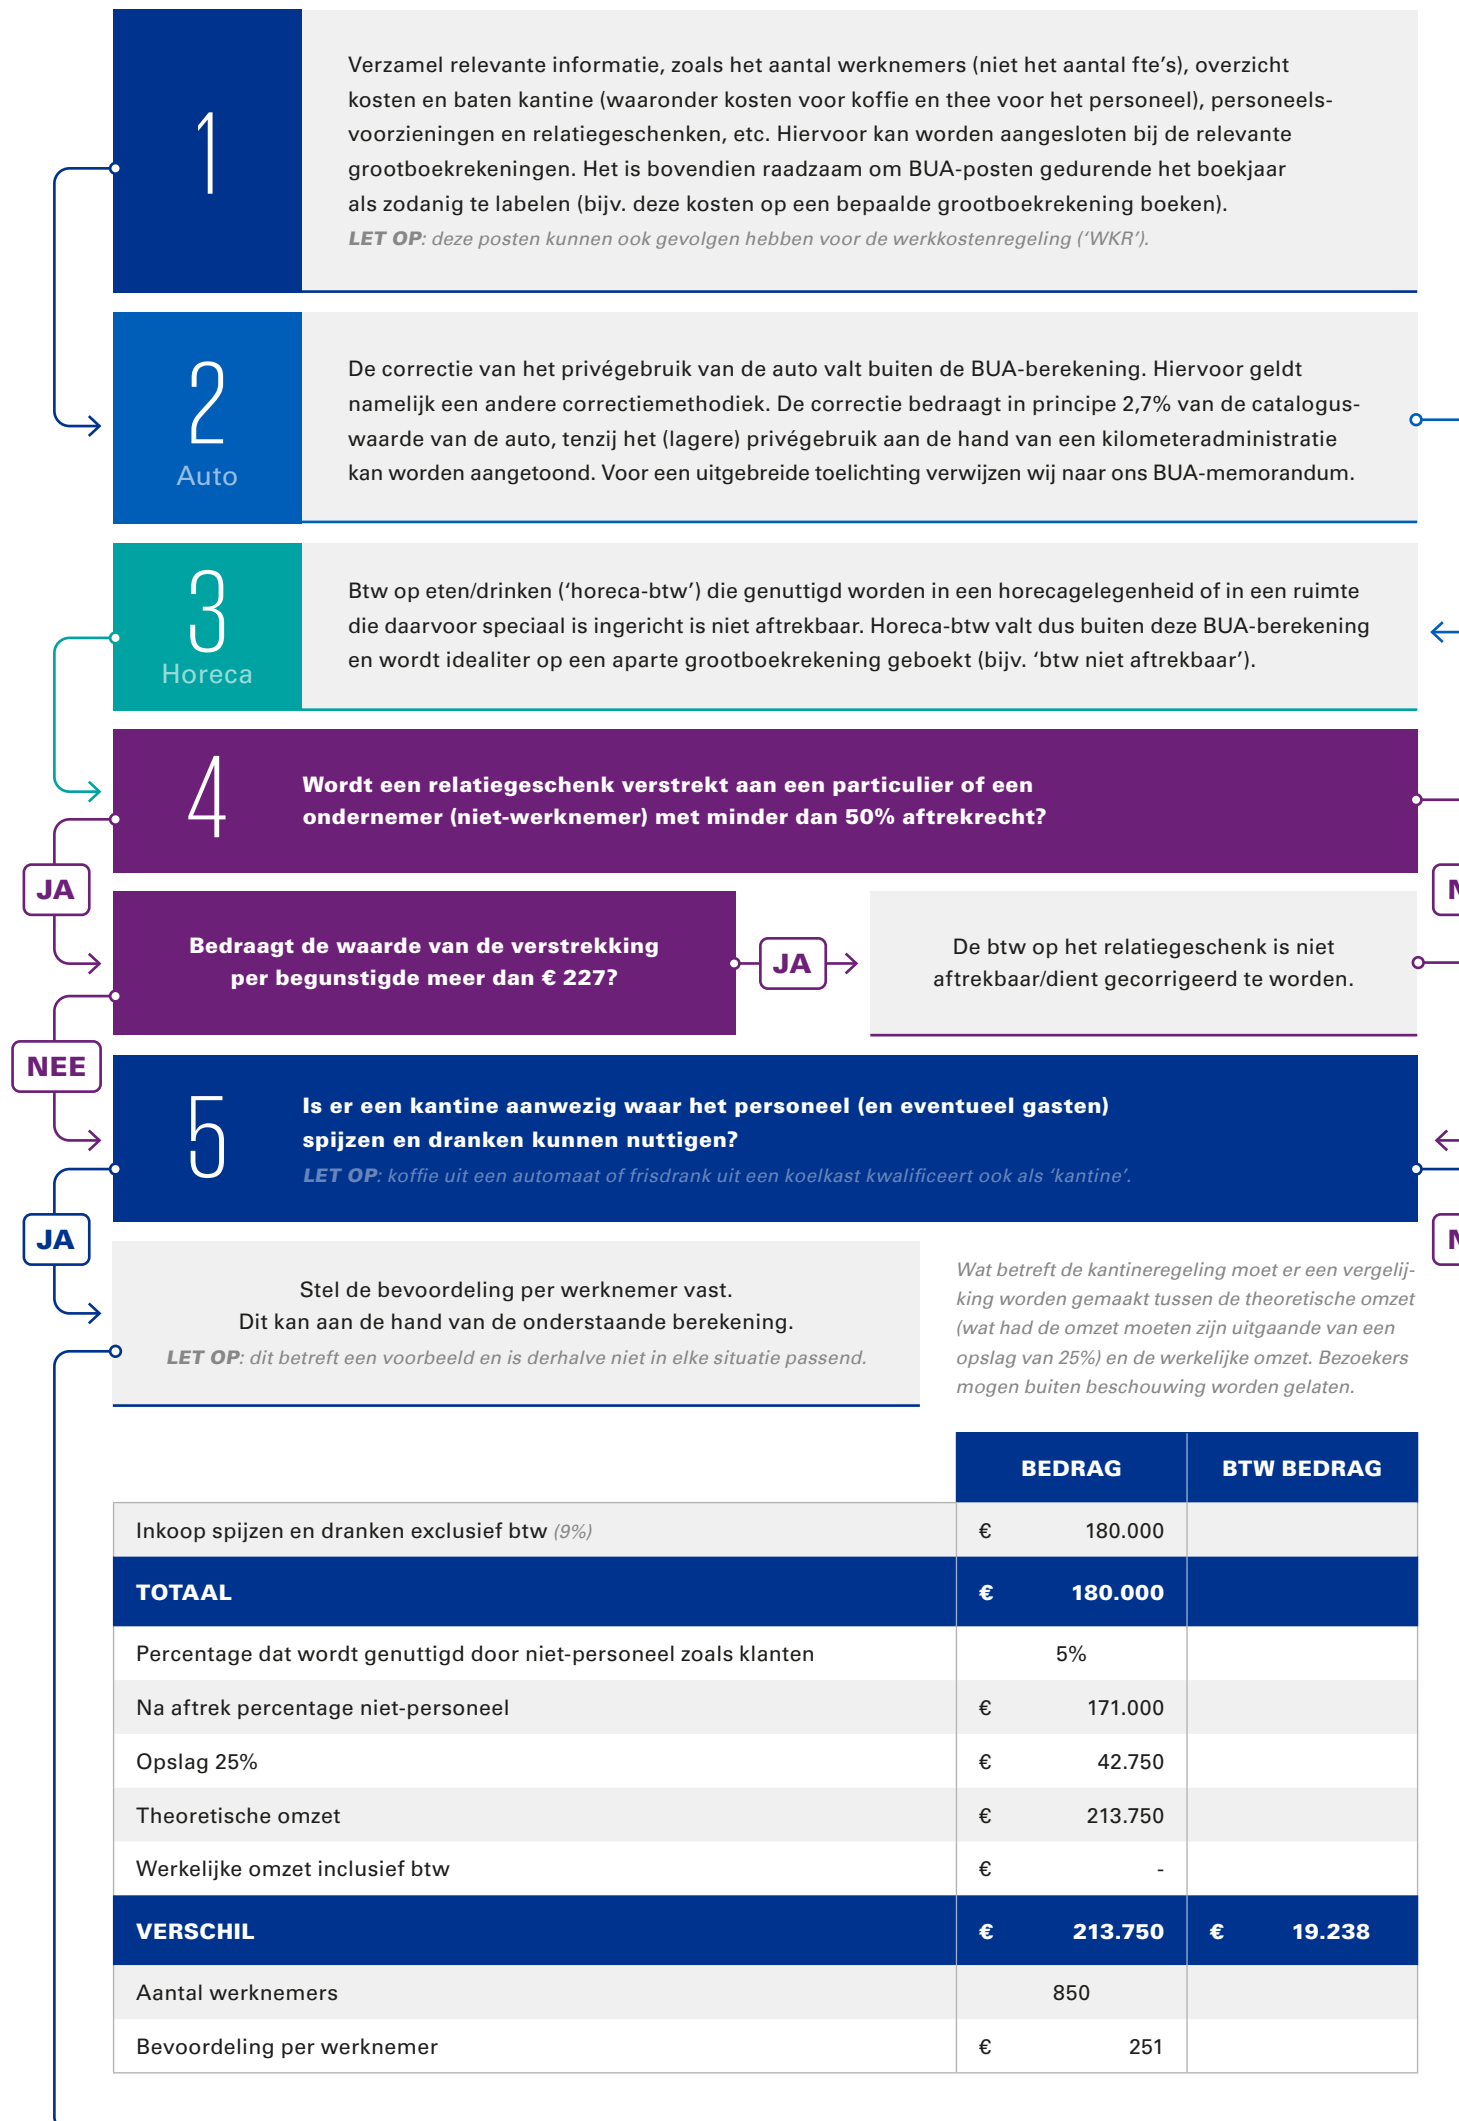 1
Verzamel relevante informatie, zoals het aantal werknemers (niet het aantal fte's), overzicht
kosten en baten kantine (waaronder kosten voor koffie en thee voor het personeel), personeels-
voorzieningen en relatiegeschenken, etc. Hiervoor kan worden aangesloten bij de relevante
grootboekrekeningen. Het is bovendien raadzaam om BUA-posten gedurende het boekjaar
als zodanig te labelen (bijv. deze kosten op een bepaalde grootboekrekening boeken).
LET OP: deze posten kunnen ook gevolgen hebben voor de werkkostenregeling ('WKR').
2
Auto
De correctie van het privégebruik van de auto valt buiten de BUA-berekening. Hiervoor geldt
namelijk een andere correctiemethodiek. De correctie bedraagt in principe 2,7% van de catalogus-
waarde van de auto, tenzij het (lagere) privégebruik aan de hand van een kilometeradministratie
kan worden aangetoond. Voor een uitgebreide toelichting verwijzen wij naar ons BUA-memorandum.
3
Horeca
Btw op eten/drinken ('horeca-btw') die genuttigd worden in een horecagelegenheid of in een ruimte
die daarvoor speciaal is ingericht is niet aftrekbaar. Horeca-btw valt dus buiten deze BUA-berekening
en wordt idealiter op een aparte grootboekrekening geboekt (bijv. 'btw niet aftrekbaar').
4
Wordt een relatiegeschenk verstrekt aan een particulier of een
ondernemer (niet-werknemer) met minder dan 50% aftrekrecht?
JA
Bedraagt de waarde van de verstrekking
per begunstigde meer dan € 227?
JA
De btw op het relatiegeschenk is niet
aftrekbaar/dient gecorrigeerd te worden.
NEE
5
Is er een kantine aanwezig waar het personeel (en eventueel gasten)
spijzen en dranken kunnen nuttigen?
LET OP: koffie uit een automaat of frisdrank uit een koelkast kwalificeert ook als 'kantine'.
JA
Stel de bevoordeling per werknemer vast.
Dit kan aan de hand van de onderstaande berekening.
LET OP: dit betreft een voorbeeld en is derhalve niet in elke situatie passend.
Wat betreft de kantineregeling moet er een vergelij-
king worden gemaakt tussen de theoretische omzet
(wat had de omzet moeten zijn uitgaande van een
opslag van 25%) en de werkelijke omzet. Bezoekers
mogen buiten beschouwing worden gelaten.
BEDRAG BTW BEDRAG
Inkoop spijzen en dranken exclusief btw (9%) € 180.000
TOTAAL € 180.000
Percentage dat wordt genuttigd door niet-personeel zoals klanten 5%
Na aftrek percentage niet-personeel € 171.000
Opslag 25% € 42.750
Theoretische omzet € 213.750
Werkelijke omzet inclusief btw € -
VERSCHIL € 213.750 € 19.238
Aantal werknemers 850
Bevoordeling per werknemer € 251